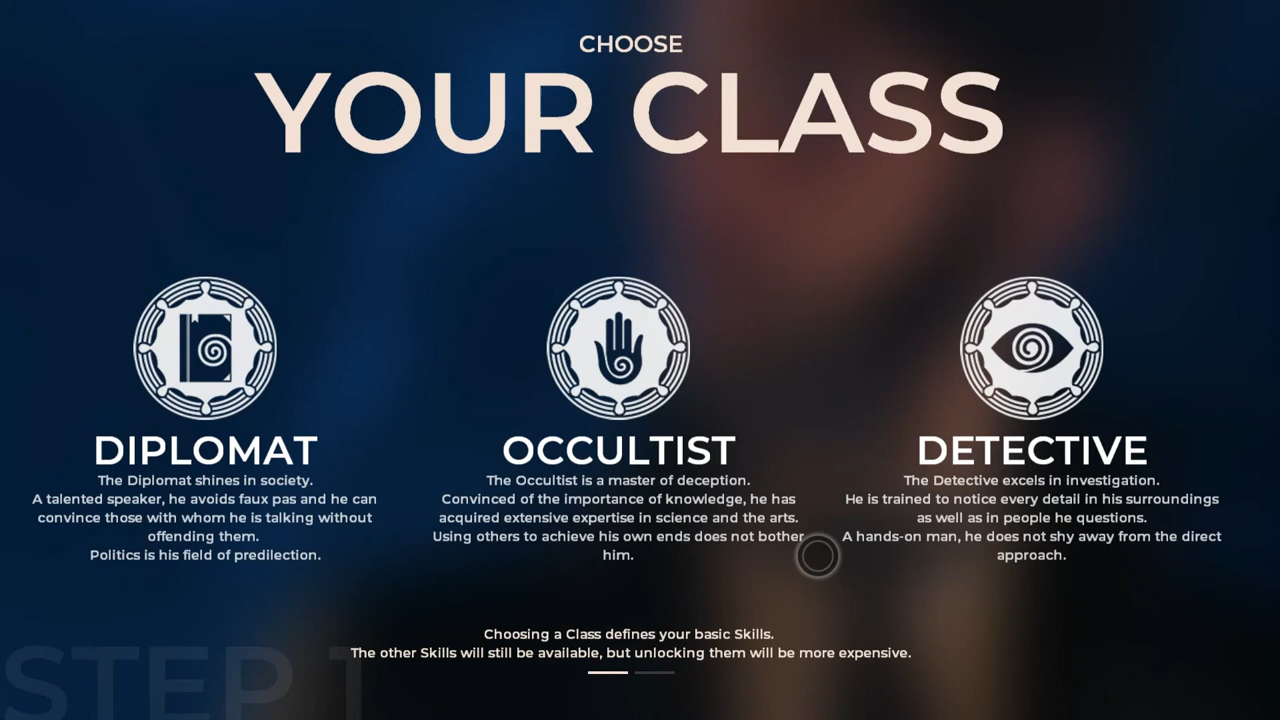 CHOOSE
YOUR CLASS
DIPLOMAT
The Diplomat shines in society.
A talented speaker, he avoids faux pas and he can
convince those with whom he is talking without
offending them.
Politics is his field of predilection.
OCCULTIST
The Occultist is a master of deception.
Convinced of the importance of knowledge, he has
acquired extensive expertise in science and the arts.
Using others to achieve his own ends does not bother
him.
DETECTIVE
The Detective excels in investigation.
He is trained to notice every detail in his surroundings
as well as in people he questions.
A hands-on man, he does not shy away from the direct
approach.
Choosing a Class defines your basic Skills.
The other Skills will still be available, but unlocking them will be more expensive.
STEP 1